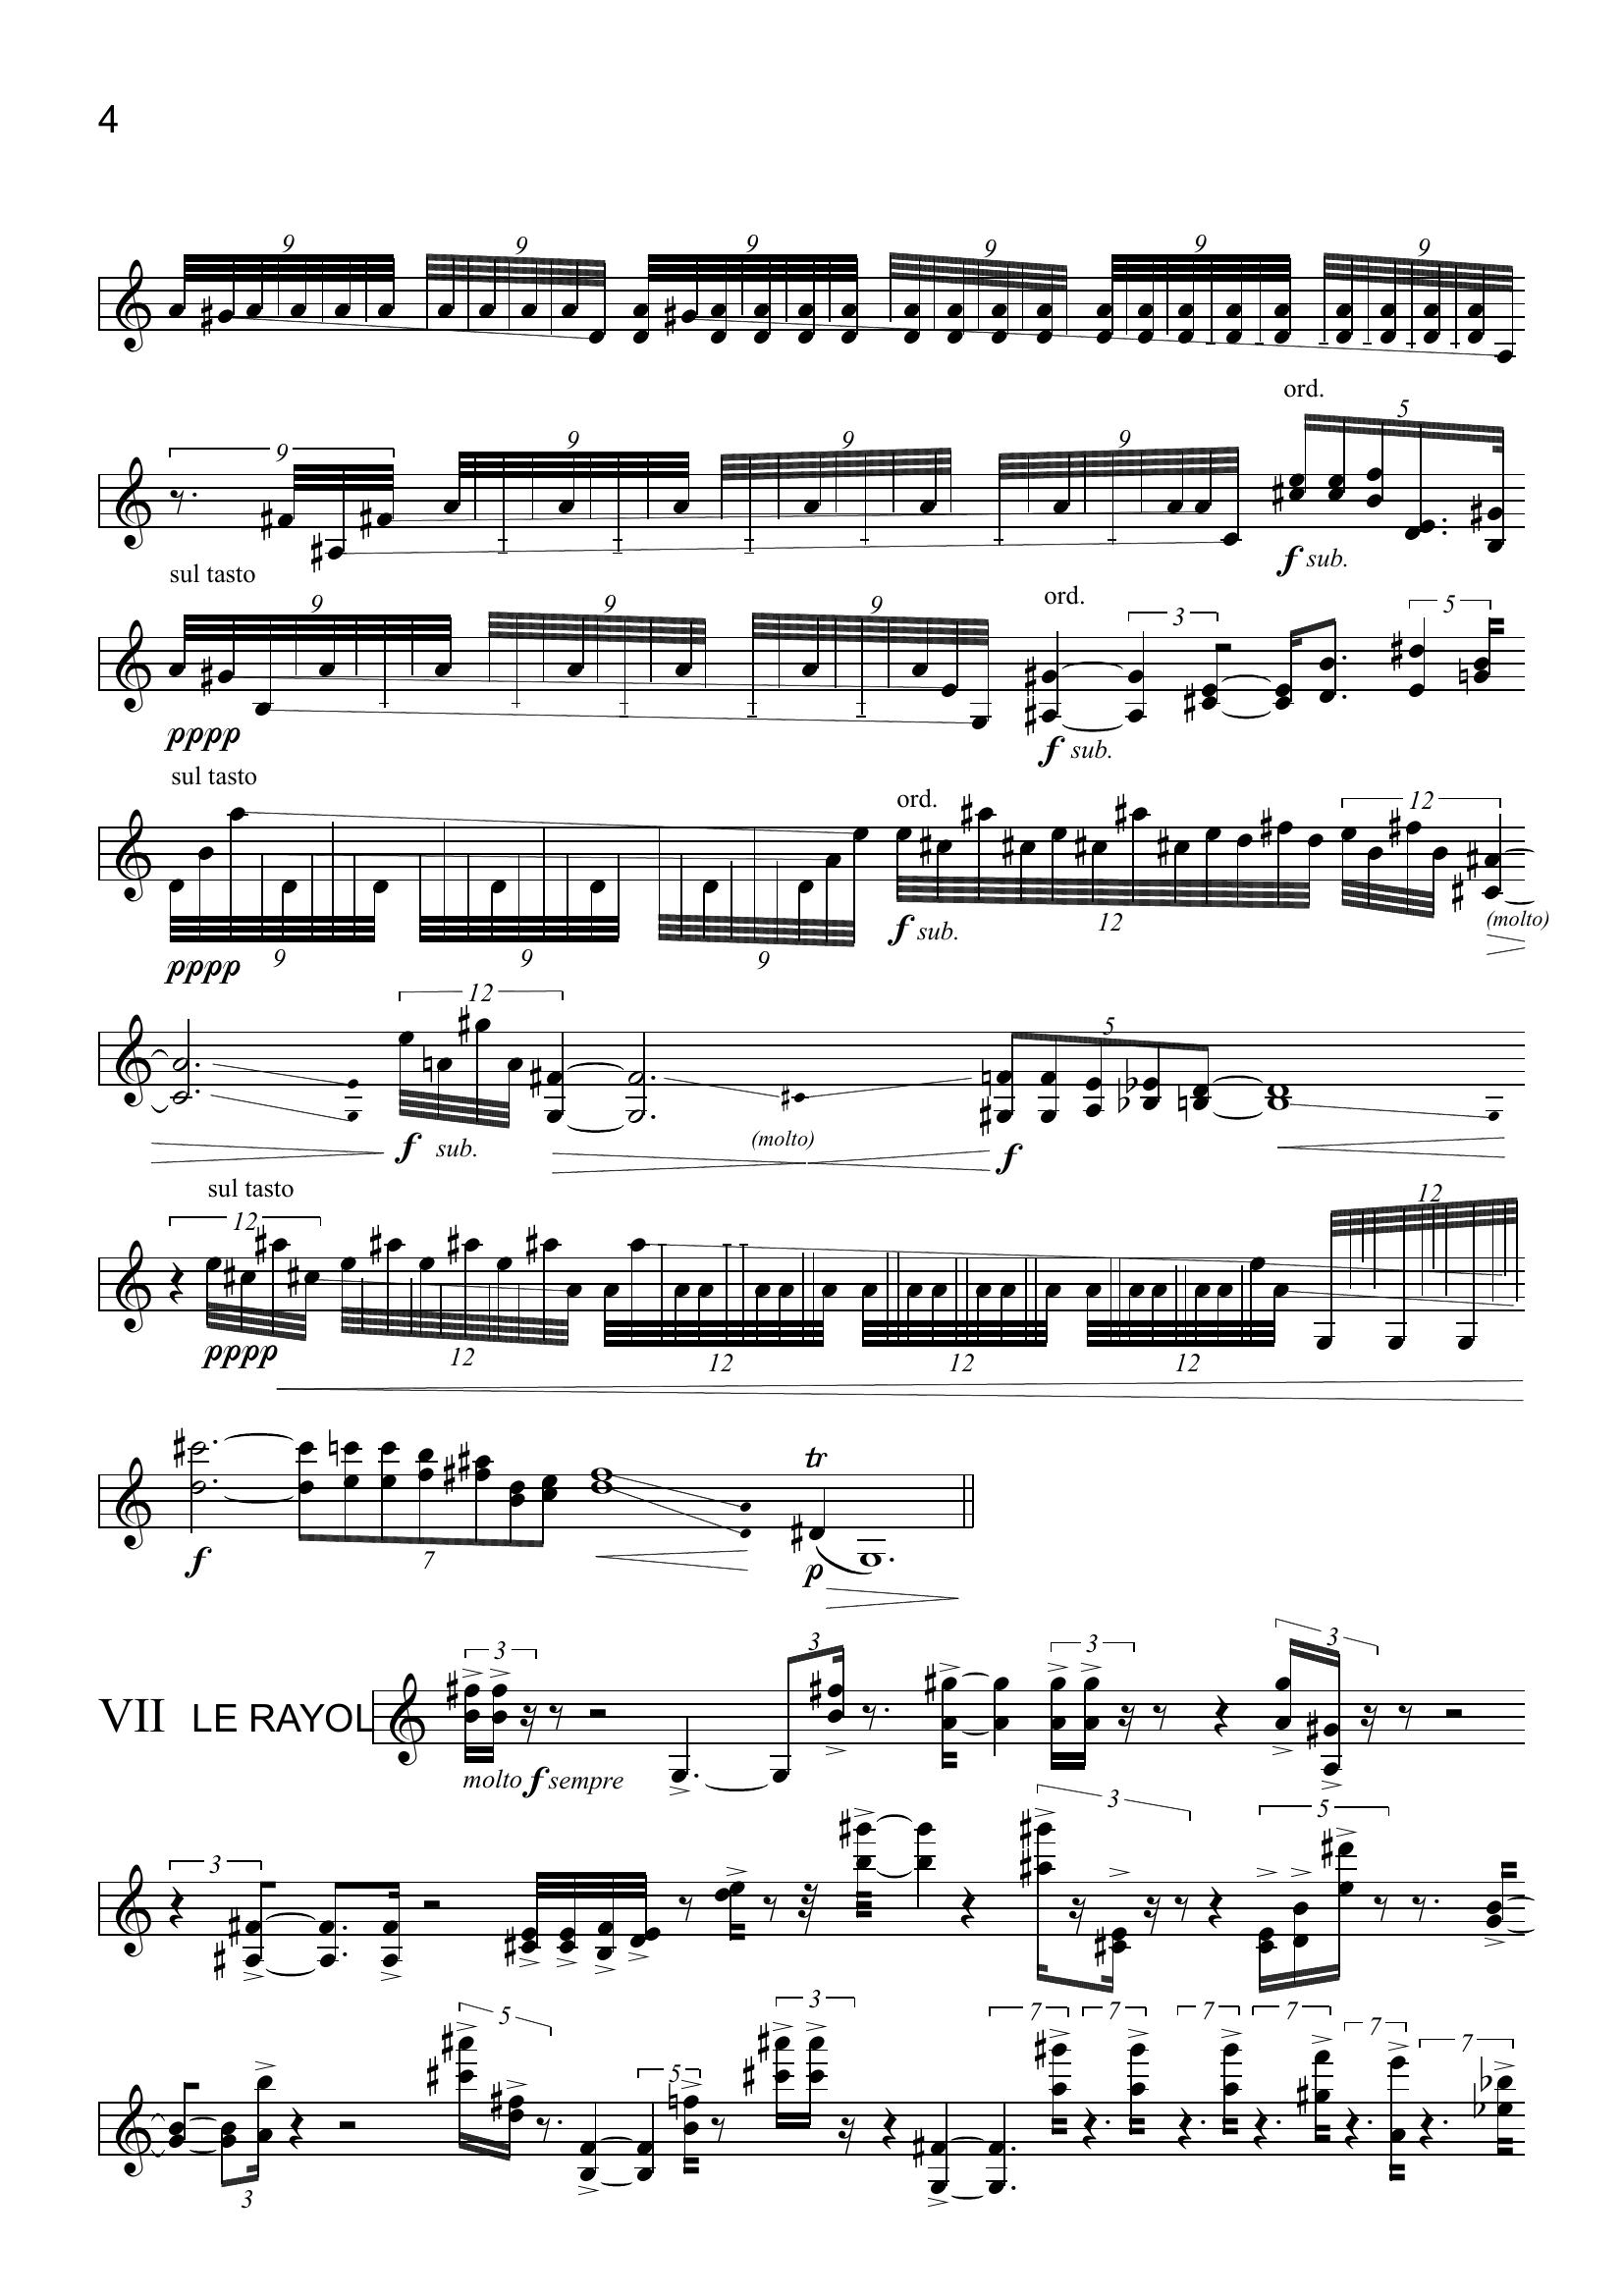 4
9 9 9 9 9 9
ord.
9 9 9 9 5
f sub.
sul tasto
9 9 9 ord. 3 5
pppp f sub.
sul tasto
ord. 12
f sub. 12 (molto)
pppp 9 9 9
12 5
f sub. (molto) f
sul tasto
12 12
pppp 12 12 12 12
tr
f 7 p
3 3 3 3
VII LE RAYOL
molto f sempre
3 3 5
5 3 7 7 7 7 7 7
5
3